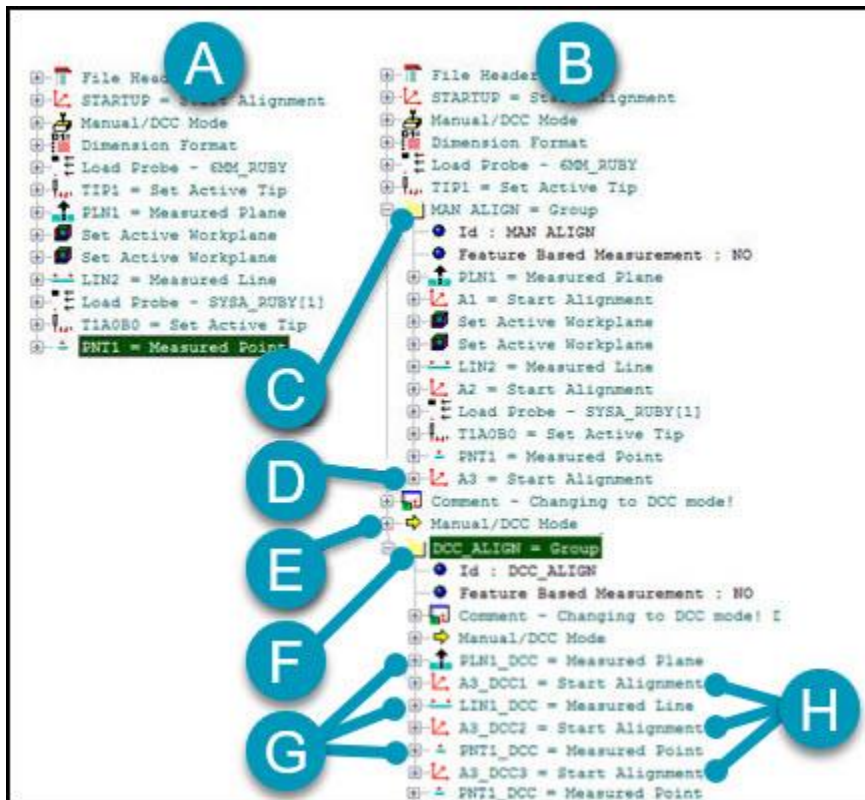 A
File Head
STARTUP = Start Alignment
Manual/DCC Mode
Dimension Format
Load Probe - 6MM_RUBY
TIP1 = Set Active Tip
PLN1 = Measured Plane
Set Active Workplane
Set Active Workplane
LIN2 = Measured Line
Load Probe - SYSA_RUBY[1]
T1A0B0 = Set Active Tip
PNT1 = Measured Point
B
File Header
STARTUP = Start Alignment
Manual/DCC Mode
Dimension Format
Load Probe - 6MM_RUBY
TIP1 = Set Active Tip
MAN ALIGN = Group
Id : MAN ALIGN
Feature Based Measurement : NO
PLN1 = Measured Plane
A1 = Start Alignment
Set Active Workplane
Set Active Workplane
LIN2 = Measured Line
A2 = Start Alignment
Load Probe - SYSA_RUBY[1]
T1A0B0 = Set Active Tip
PNT1 = Measured Point
A3 = Start Alignment
Comment - Changing to DCC mode!
Manual/DCC Mode
DCC_ALIGN = Group
Id : DCC_ALIGN
Feature Based Measurement : NO
Comment - Changing to DCC mode! I
Manual/DCC Mode
PLN1_DCC = Measured Plane
A3_DCC1 = Start Alignment
LIN1_DCC = Measured Line
A3_DCC2 = Start Alignment
PNT1_DCC = Measured Point
A3_DCC3 = Start Alignment
PNT1_DCC = Measured Point
C
D
E
F
G
H